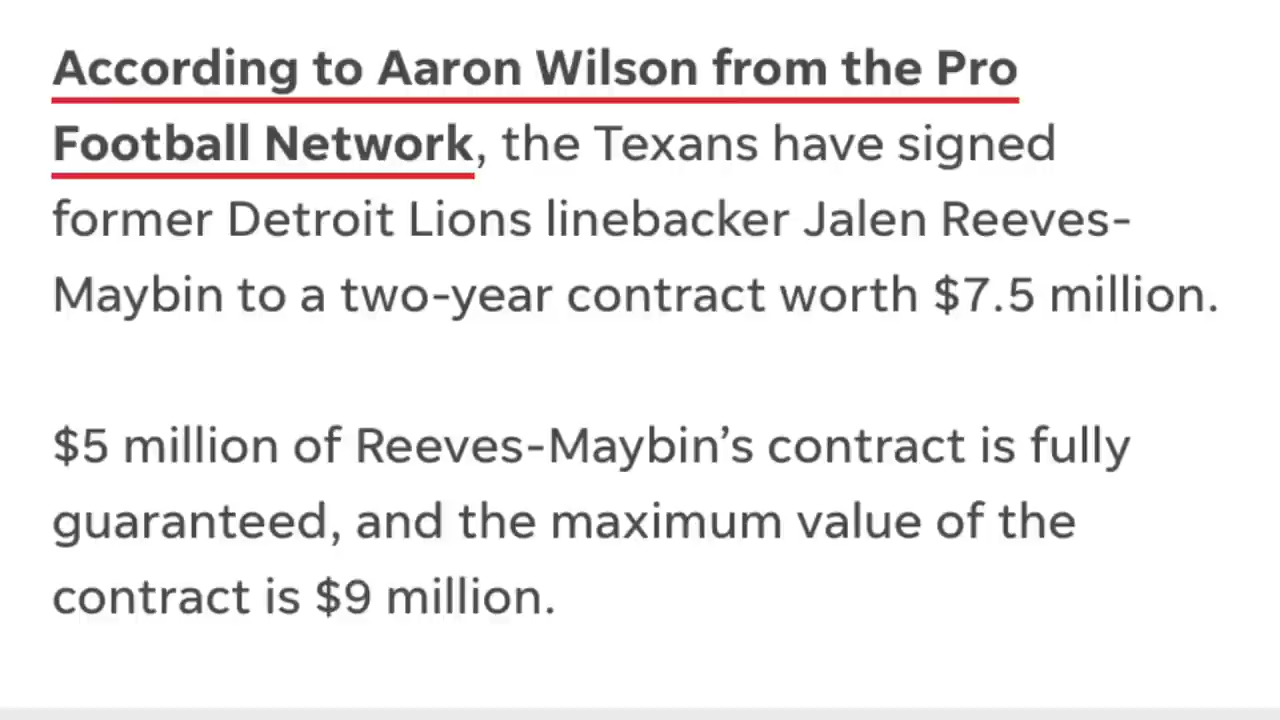 According to Aaron Wilson from the Pro
Football Network, the Texans have signed
former Detroit Lions linebacker Jalen Reeves-
Maybin to a two-year contract worth $7.5 million.
$5 million of Reeves-Maybin’s contract is fully
guaranteed, and the maximum value of the
contract is $9 million.